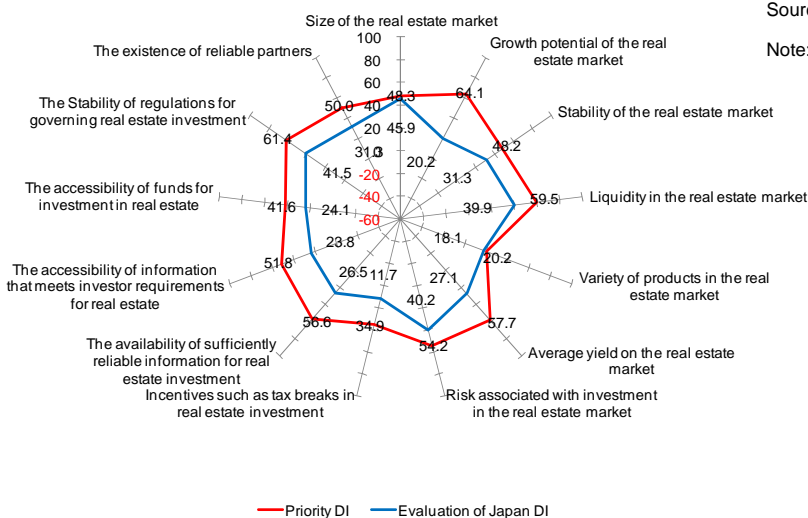 Size of the real estate market
Sourc
Note:
Growth potential of the real
estate market
Stability of the real estate market
Liquidity in the real estate market
Variety of products in the real
estate market
Average yield on the real estate
market
Risk associated with investment
in the real estate market
Incentives such as tax breaks in
real estate investment
The availability of sufficiently
reliable information for real
estate investment
The accessibility of information
that meets investor requirements
for real estate
The accessibility of funds for
investment in real estate
The Stability of regulations for
governing real estate investment
The existence of reliable partners
100
80
60
40
20
-20
-40
-60
48.3
64.1
48.2
59.5
20.2
57.7
54.2
34.9
51.8
41.6
61.4
50.0
45.9
20.2
31.3
39.9
18.1
27.1
40.2
11.7
26.5
23.8
24.1
41.5
Priority DI
Evaluation of Japan DI